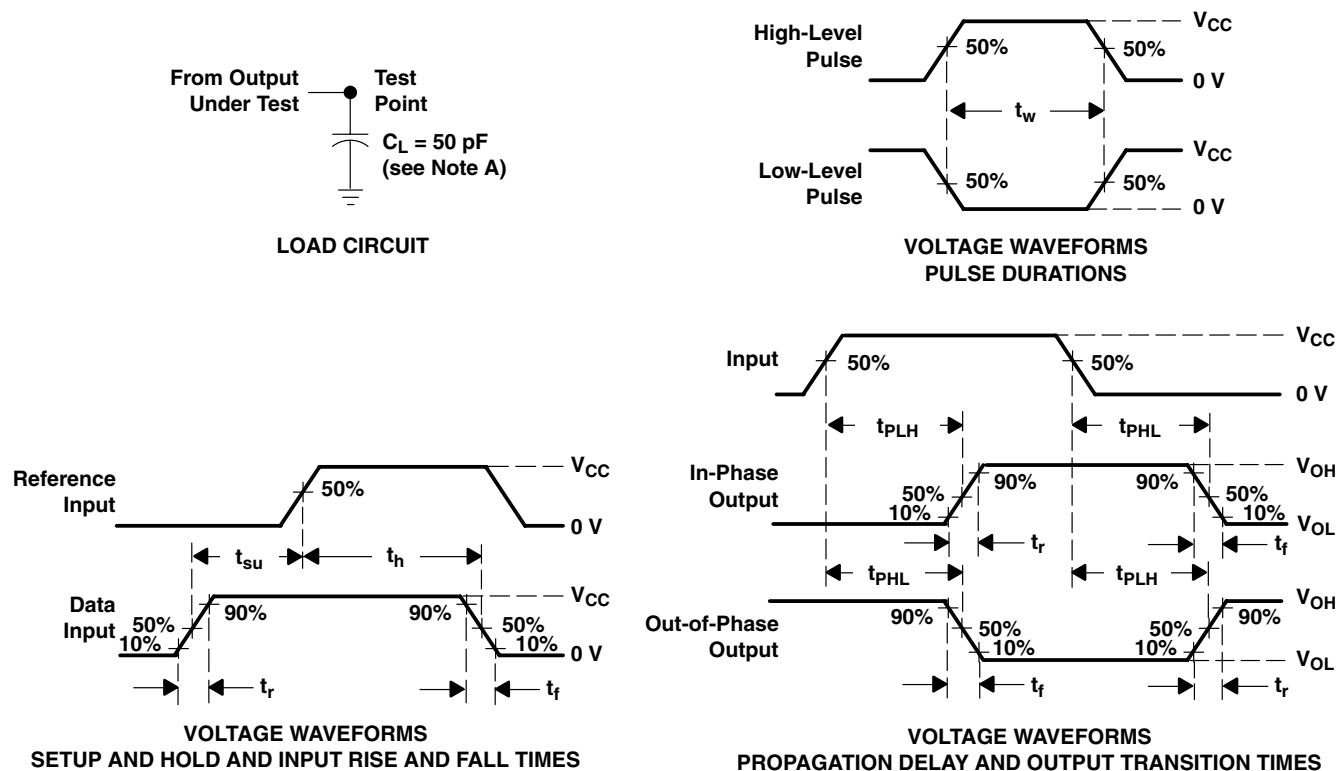 From Output
Under Test
Test
Point
C_L = 50 pF
(see Note A)
LOAD CIRCUIT
High-Level
Pulse
50%
50%
V_CC
0 V
t_w
Low-Level
Pulse
50%
50%
V_CC
0 V
VOLTAGE WAVEFORMS
PULSE DURATIONS
Reference
Input
50%
V_CC
0 V
t_su
t_h
Data
Input
50%
10%
90%
90%
50%
10%
V_CC
0 V
t_r
t_f
VOLTAGE WAVEFORMS
SETUP AND HOLD AND INPUT RISE AND FALL TIMES
Input
50%
50%
V_CC
0 V
t_PLH
t_PHL
In-Phase
Output
50%
10%
90%
90%
50%
10%
V_OH
V_OL
t_r
t_f
t_PHL
t_PLH
Out-of-Phase
Output
90%
50%
10%
50%
10%
90%
V_OH
V_OL
t_f
t_r
VOLTAGE WAVEFORMS
PROPAGATION DELAY AND OUTPUT TRANSITION TIMES